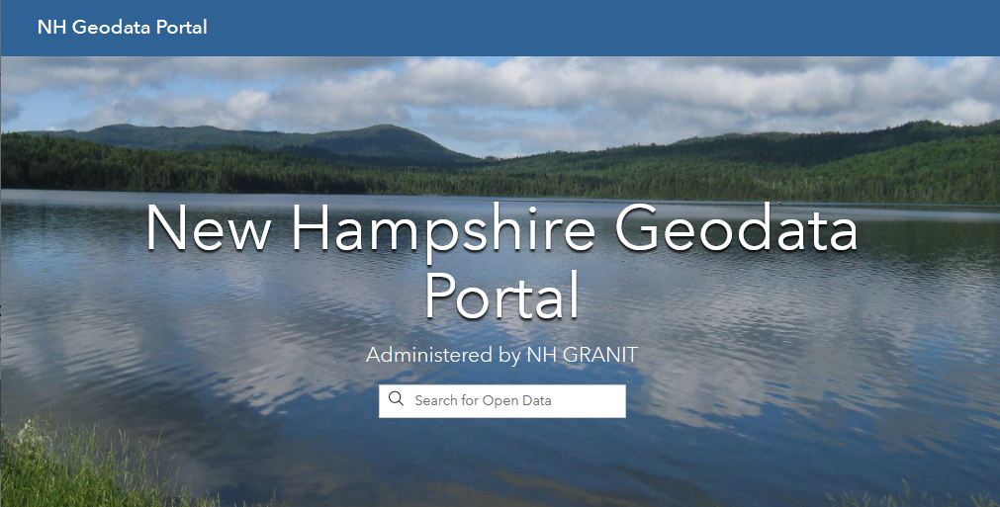 NH Geodata Portal
New Hampshire Geodata
Portal
Administered by NH GRANIT
Search for Open Data